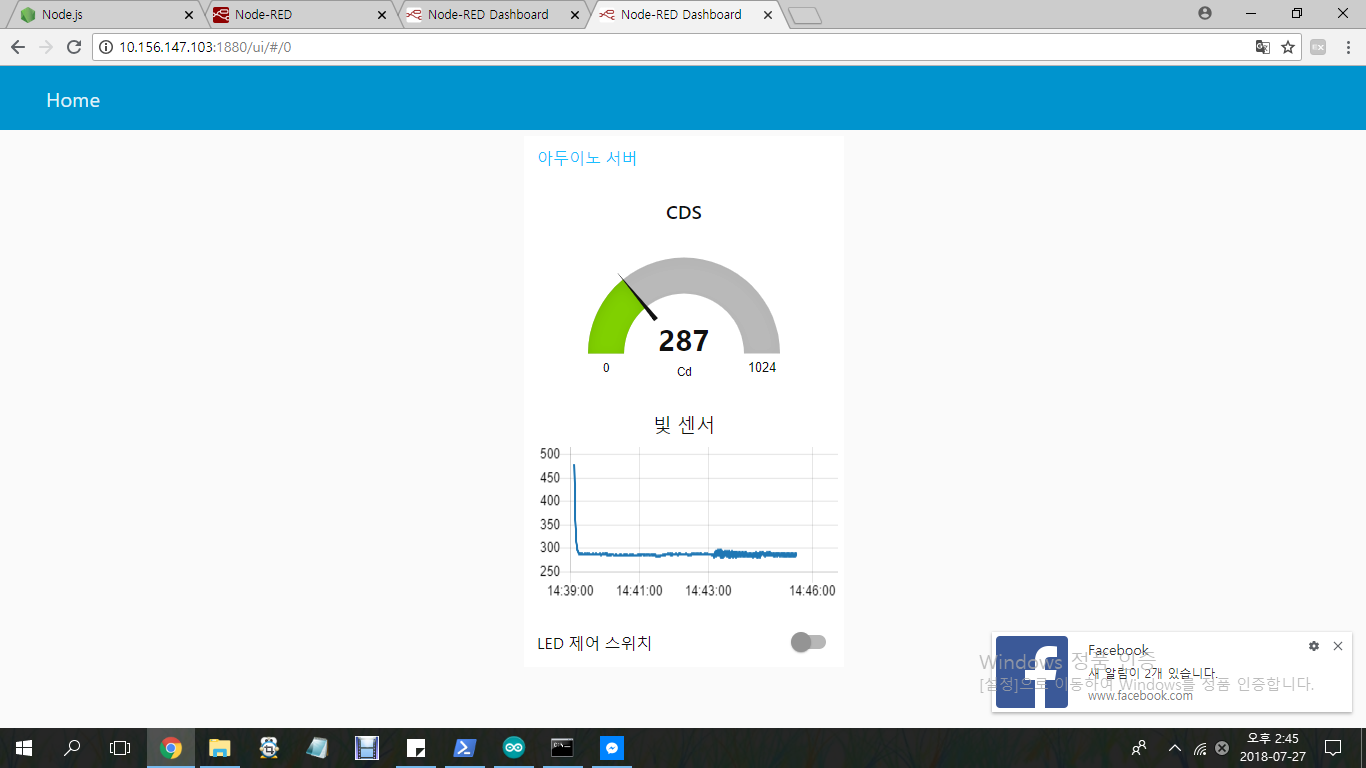 Node.js
Node-RED
Node-RED Dashboard
Node-RED Dashboard
10.156.147.103:1880/ui/#/0
Home
아두이노 서버
CDS
287
0
Cd
1024
빛 센서
500
450
400
350
300
250
14:39:00
14:41:00
14:43:00
14:46:00
LED 제어 스위치
Facebook
새 알림이 2개 있습니다.
www.facebook.com
Windows 정품 인증
[설정]으로 이동하여 Windows를 정품 인증합니다.
오후 2:45
2018-07-27